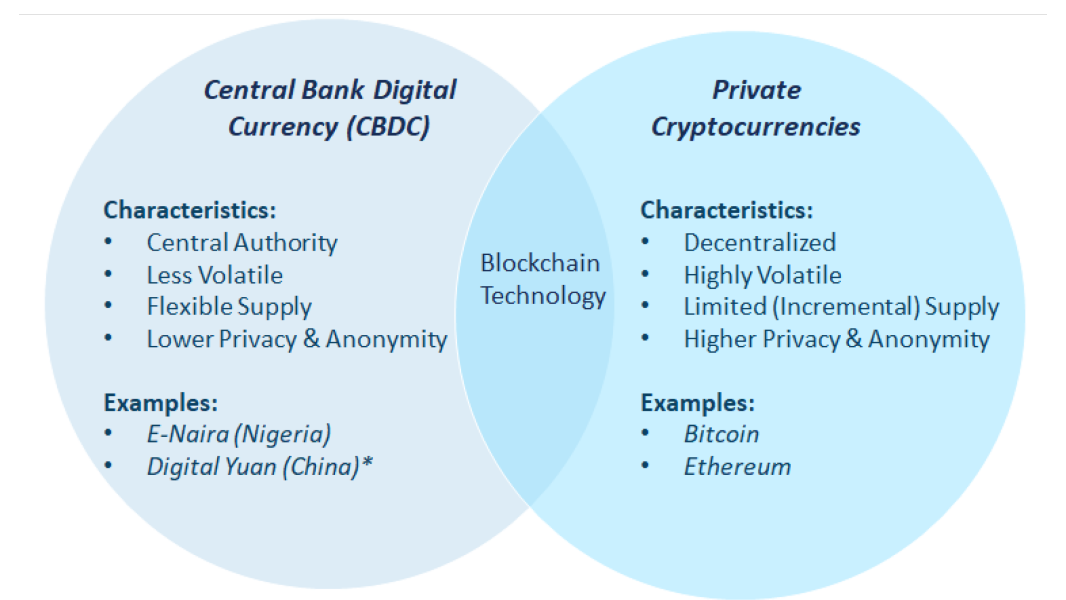 Central Bank Digital
Currency (CBDC)
Characteristics:
• Central Authority
• Less Volatile
• Flexible Supply
• Lower Privacy & Anonymity
Examples:
• E-Naira (Nigeria)
• Digital Yuan (China)*
Blockchain
Technology
Private
Cryptocurrencies
Characteristics:
• Decentralized
• Highly Volatile
• Limited (Incremental) Supply
• Higher Privacy & Anonymity
Examples:
• Bitcoin
• Ethereum